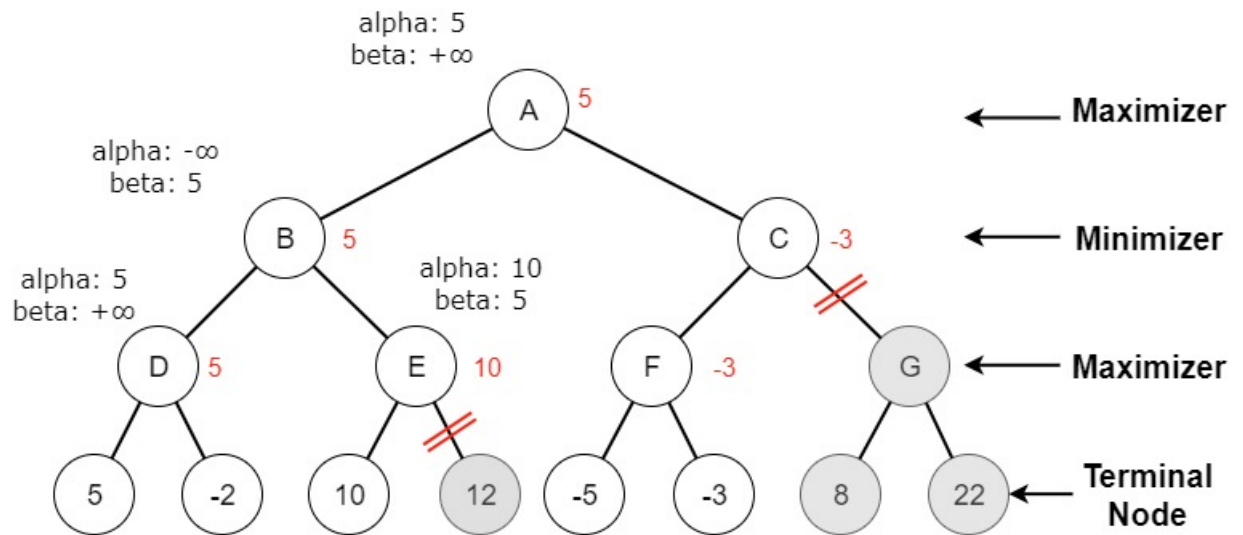 alpha: 5
beta: +∞
A
5
Maximizer
alpha: -∞
beta: 5
B
5
C
-3
Minimizer
alpha: 5
beta: +∞
alpha: 10
beta: 5
D
5
E
10
F
-3
G
Maximizer
5
-2
10
12
-5
-3
8
22
Terminal
Node